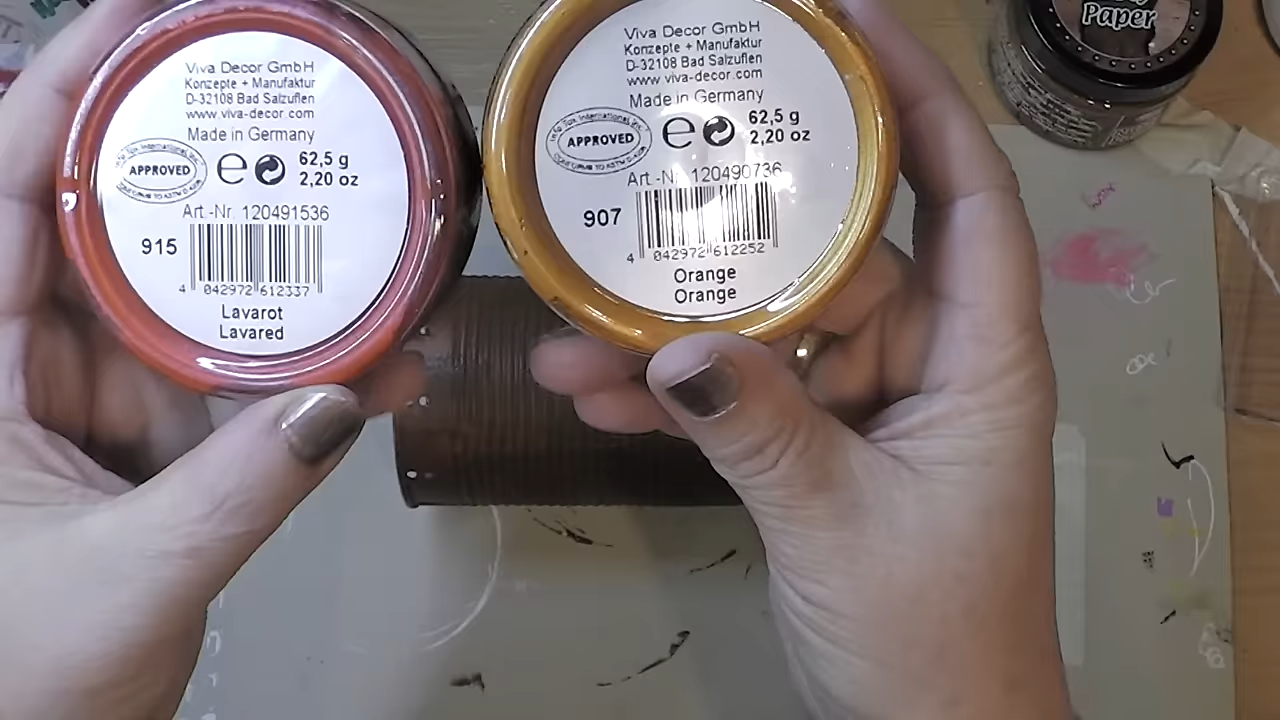 Viva Decor GmbH
Konzepte + Manufaktur
D-32108 Bad Salzuflen
www.viva-decor.com
Made in Germany
APPROVED
e
62,5 g
2,20 oz
Art.-Nr. 120491536
915
4 042972 612337
Lavarot
Lavared
Viva Decor GmbH
Konzepte + Manufaktur
D-32108 Bad Salzuflen
www.viva-decor.com
Made in Germany
APPROVED
e
62,5 g
2,20 oz
Art.-Nr. 120490736
907
4 042972 612252
Orange
Orange
Paper